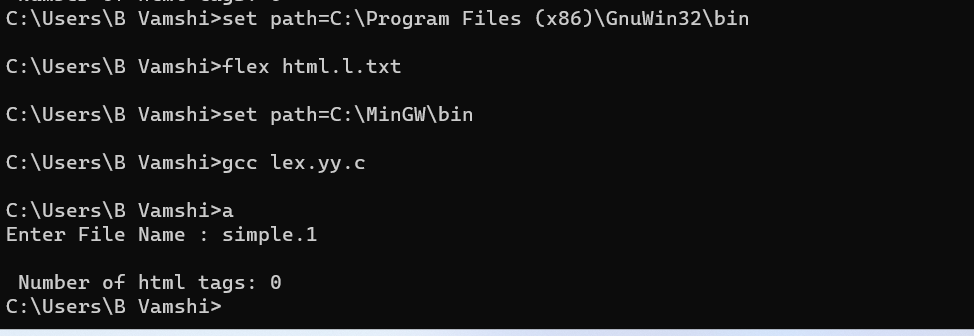 C:\Users\B Vamshi>set path=C:\Program Files (x86)\GnuWin32\bin
C:\Users\B Vamshi>flex html.l.txt
C:\Users\B Vamshi>set path=C:\MinGW\bin
C:\Users\B Vamshi>gcc lex.yy.c
C:\Users\B Vamshi>a
Enter File Name : simple.1
Number of html tags: 0
C:\Users\B Vamshi>